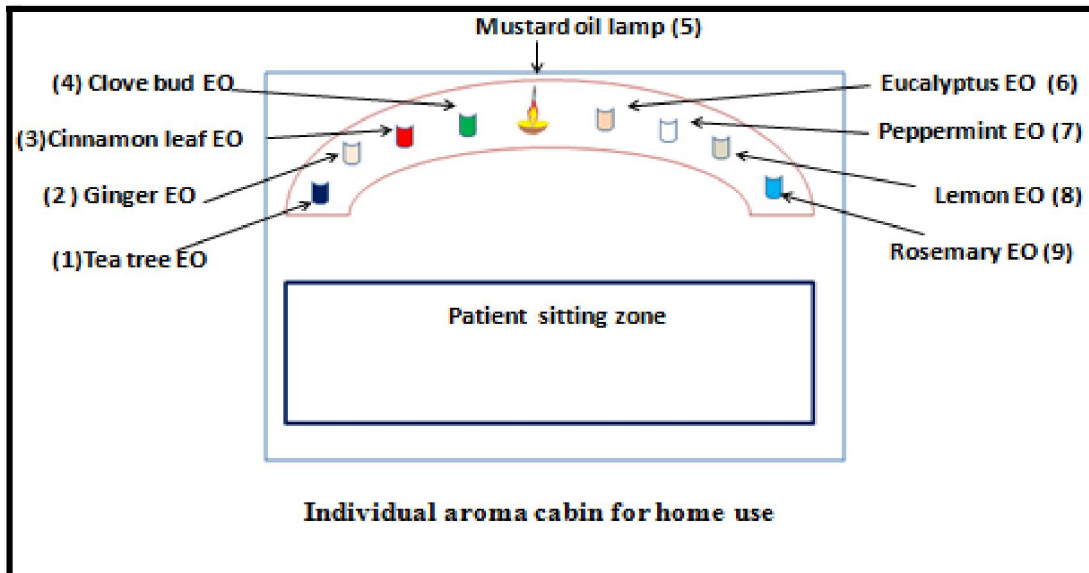 Mustard oil lamp (5)
(4) Clove bud EO
Eucalyptus EO (6)
(3)Cinnamon leaf EO
Peppermint EO (7)
(2) Ginger EO
Lemon EO (8)
(1)Tea tree EO
Rosemary EO (9)
Patient sitting zone
Individual aroma cabin for home use